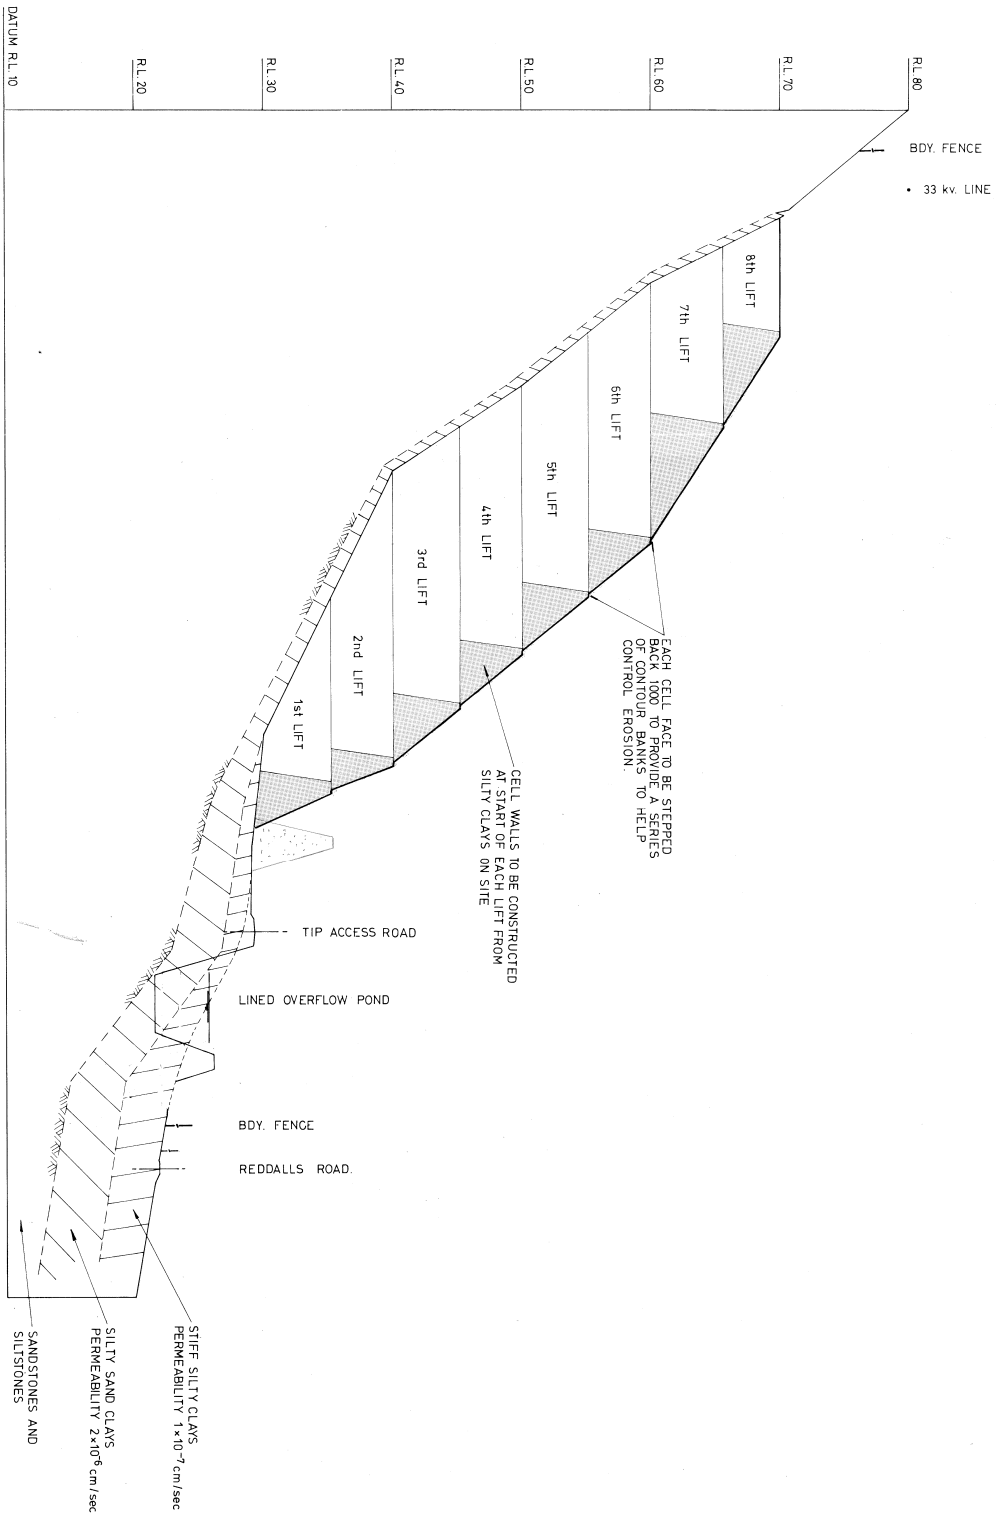 R.L.80
R.L.70
R.L.60
R.L.50
R.L.40
R.L.30
R.L.20
DATUM R.L. 10
BDY. FENCE
33 kv. LINE
8th LIFT
7th LIFT
6th LIFT
5th LIFT
4th LIFT
3rd LIFT
2nd LIFT
1st LIFT
EACH CELL FACE TO BE STEPPED
BACK 1000 TO PROVIDE A SERIES
OF CONTOUR BANKS TO HELP
CONTROL EROSION.
CELL WALLS TO BE CONSTRUCTED
AT START OF EACH LIFT FROM
SILTY CLAYS ON SITE
TIP ACCESS ROAD
LINED OVERFLOW POND
BDY. FENCE
REDDALLS ROAD.
STIFF SILTY CLAYS
PERMEABILITY 1×10⁻⁷ cm/sec
SILTY SAND CLAYS
PERMEABILITY 2×10⁻⁶ cm/sec
SANDSTONES AND
SILTSTONES